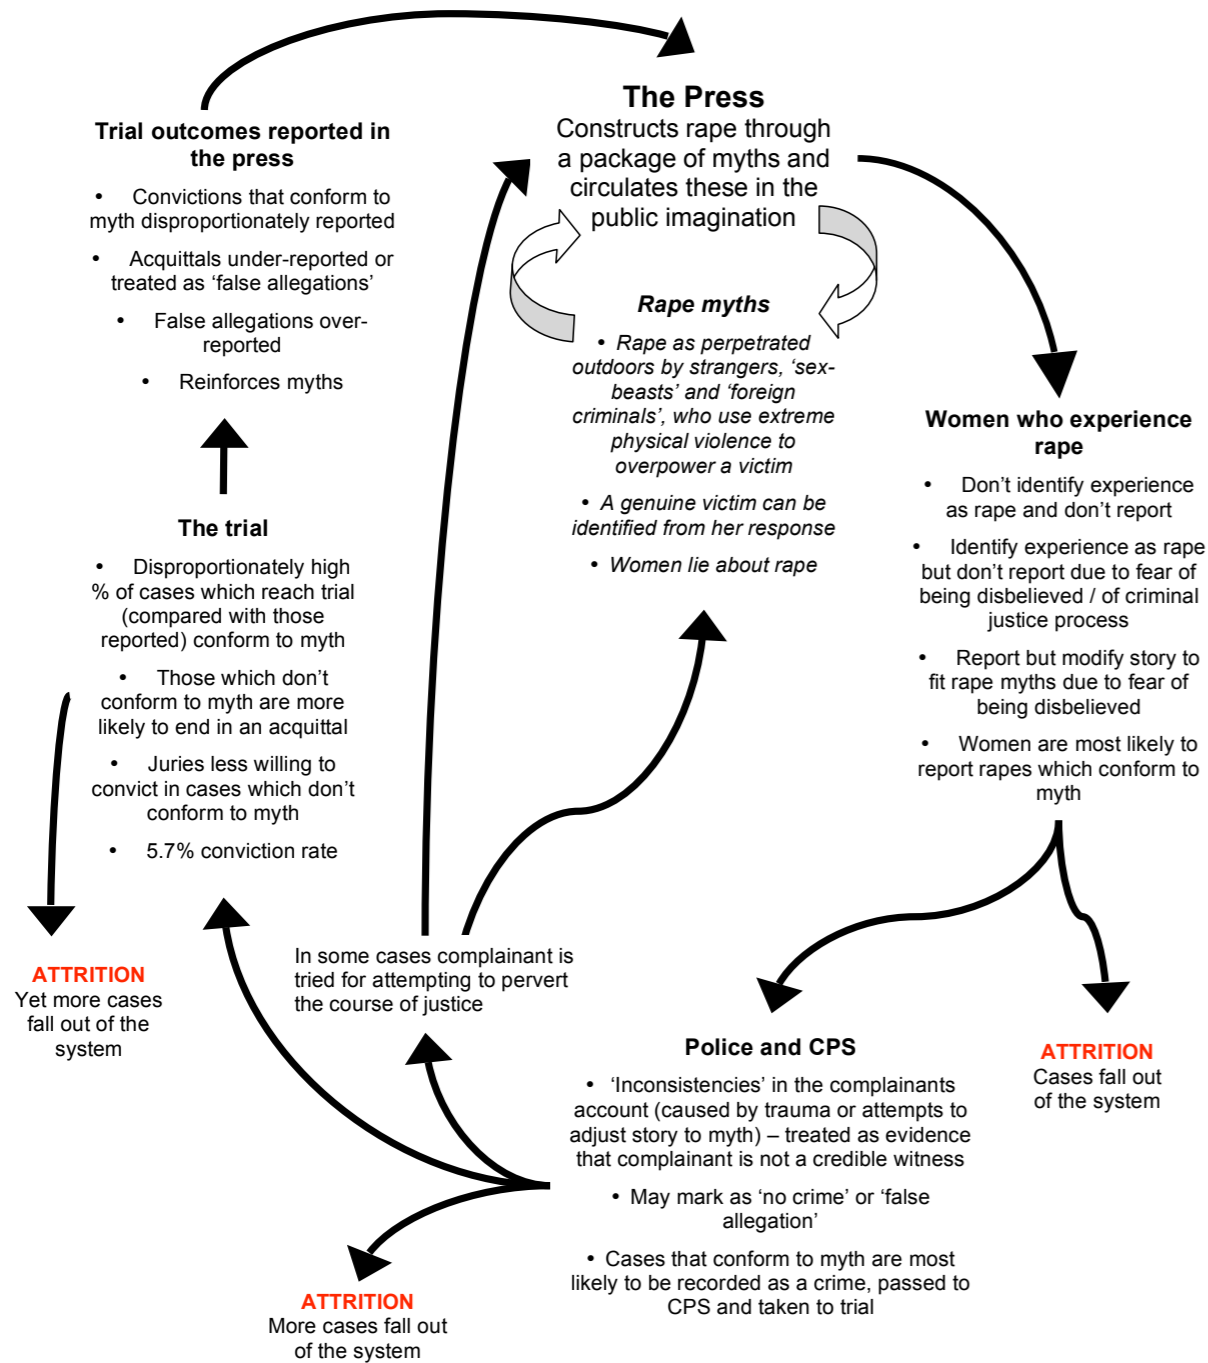 The Press
Constructs rape through
a package of myths and
circulates these in the
public imagination
Rape myths
• Rape as perpetrated
outdoors by strangers, ‘sex-
beasts’ and ‘foreign
criminals’, who use extreme
physical violence to
overpower a victim
• A genuine victim can be
identified from her response
• Women lie about rape
Women who experience
rape
• Don’t identify experience
as rape and don’t report
• Identify experience as rape
but don’t report due to fear of
being disbelieved / of criminal
justice process
• Report but modify story to
fit rape myths due to fear of
being disbelieved
• Women are most likely to
report rapes which conform to
myth
ATTRITION
Cases fall out
of the system
Police and CPS
• ‘Inconsistencies’ in the complainants
account (caused by trauma or attempts to
adjust story to myth) – treated as evidence
that complainant is not a credible witness
• May mark as ‘no crime’ or ‘false
allegation’
• Cases that conform to myth are most
likely to be recorded as a crime, passed to
CPS and taken to trial
ATTRITION
More cases fall out
of the system
In some cases complainant is
tried for attempting to pervert
the course of justice
The trial
• Disproportionately high
% of cases which reach trial
(compared with those
reported) conform to myth
• Those which don’t
conform to myth are more
likely to end in an acquittal
• Juries less willing to
convict in cases which don’t
conform to myth
• 5.7% conviction rate
ATTRITION
Yet more cases
fall out of the
system
Trial outcomes reported in
the press
• Convictions that conform to
myth disproportionately reported
• Acquittals under-reported or
treated as ‘false allegations’
• False allegations over-
reported
• Reinforces myths